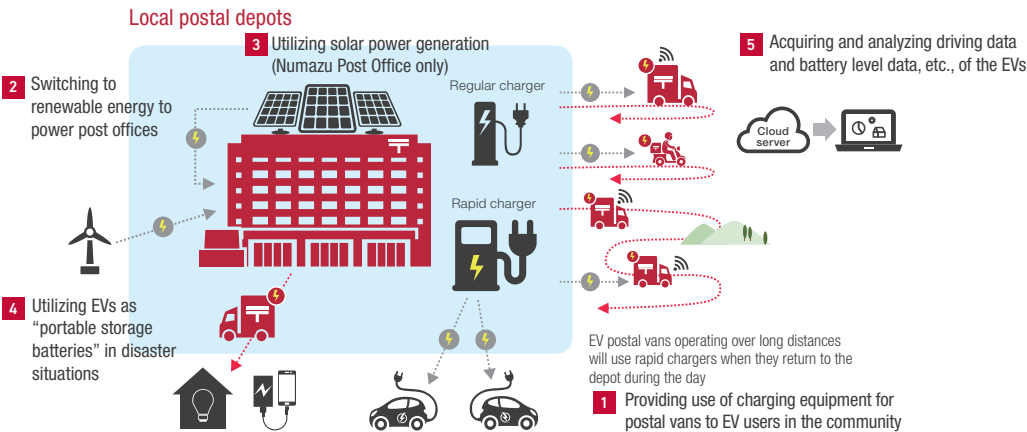 Local postal depots
3 Utilizing solar power generation
(Numazu Post Office only)
2 Switching to
renewable energy to
power post offices
Regular charger
Rapid charger
5 Acquiring and analyzing driving data
and battery level data, etc., of the EVs
Cloud
server
4 Utilizing EVs as
“portable storage
batteries” in disaster
situations
EV postal vans operating over long distances
will use rapid chargers when they return to the
depot during the day
1 Providing use of charging equipment for
postal vans to EV users in the community